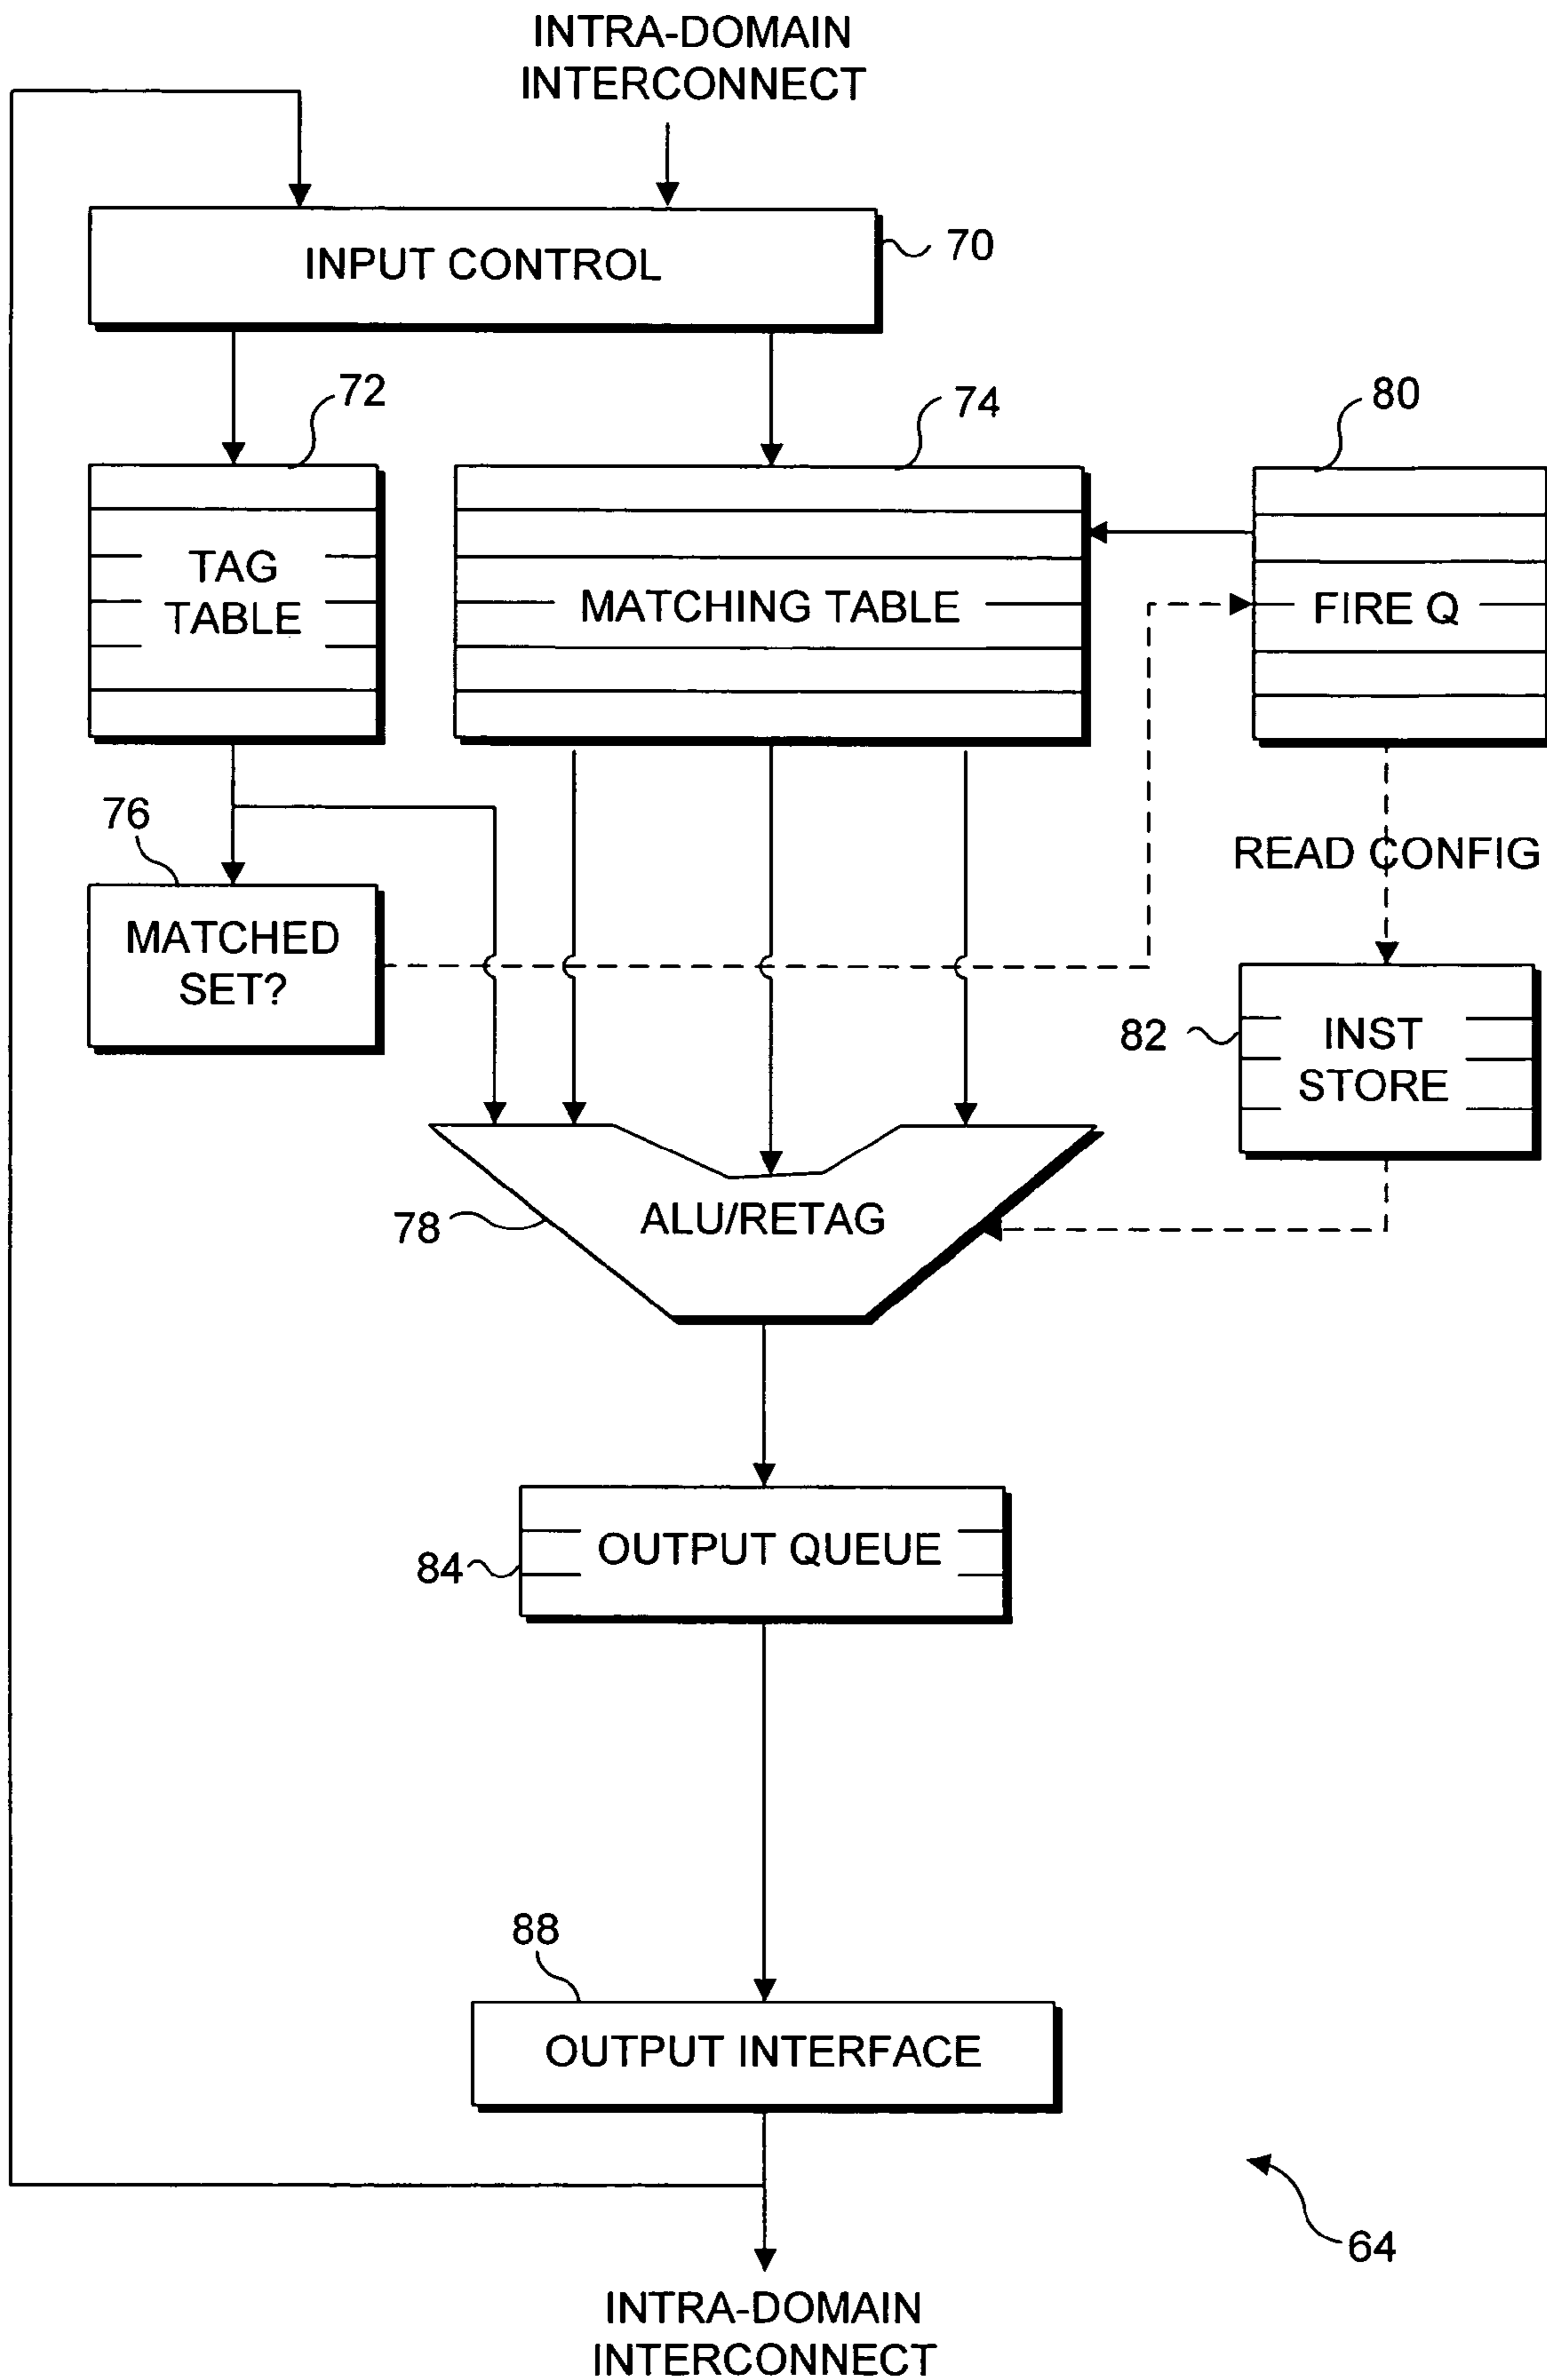 INTRA-DOMAIN
INTERCONNECT
INPUT CONTROL
70
72
74
80
TAG
TABLE
MATCHING TABLE
FIRE Q
76
READ CONFIG
MATCHED
SET?
82
INST
STORE
78
ALU/RETAG
84
OUTPUT QUEUE
88
OUTPUT INTERFACE
64
INTRA-DOMAIN
INTERCONNECT